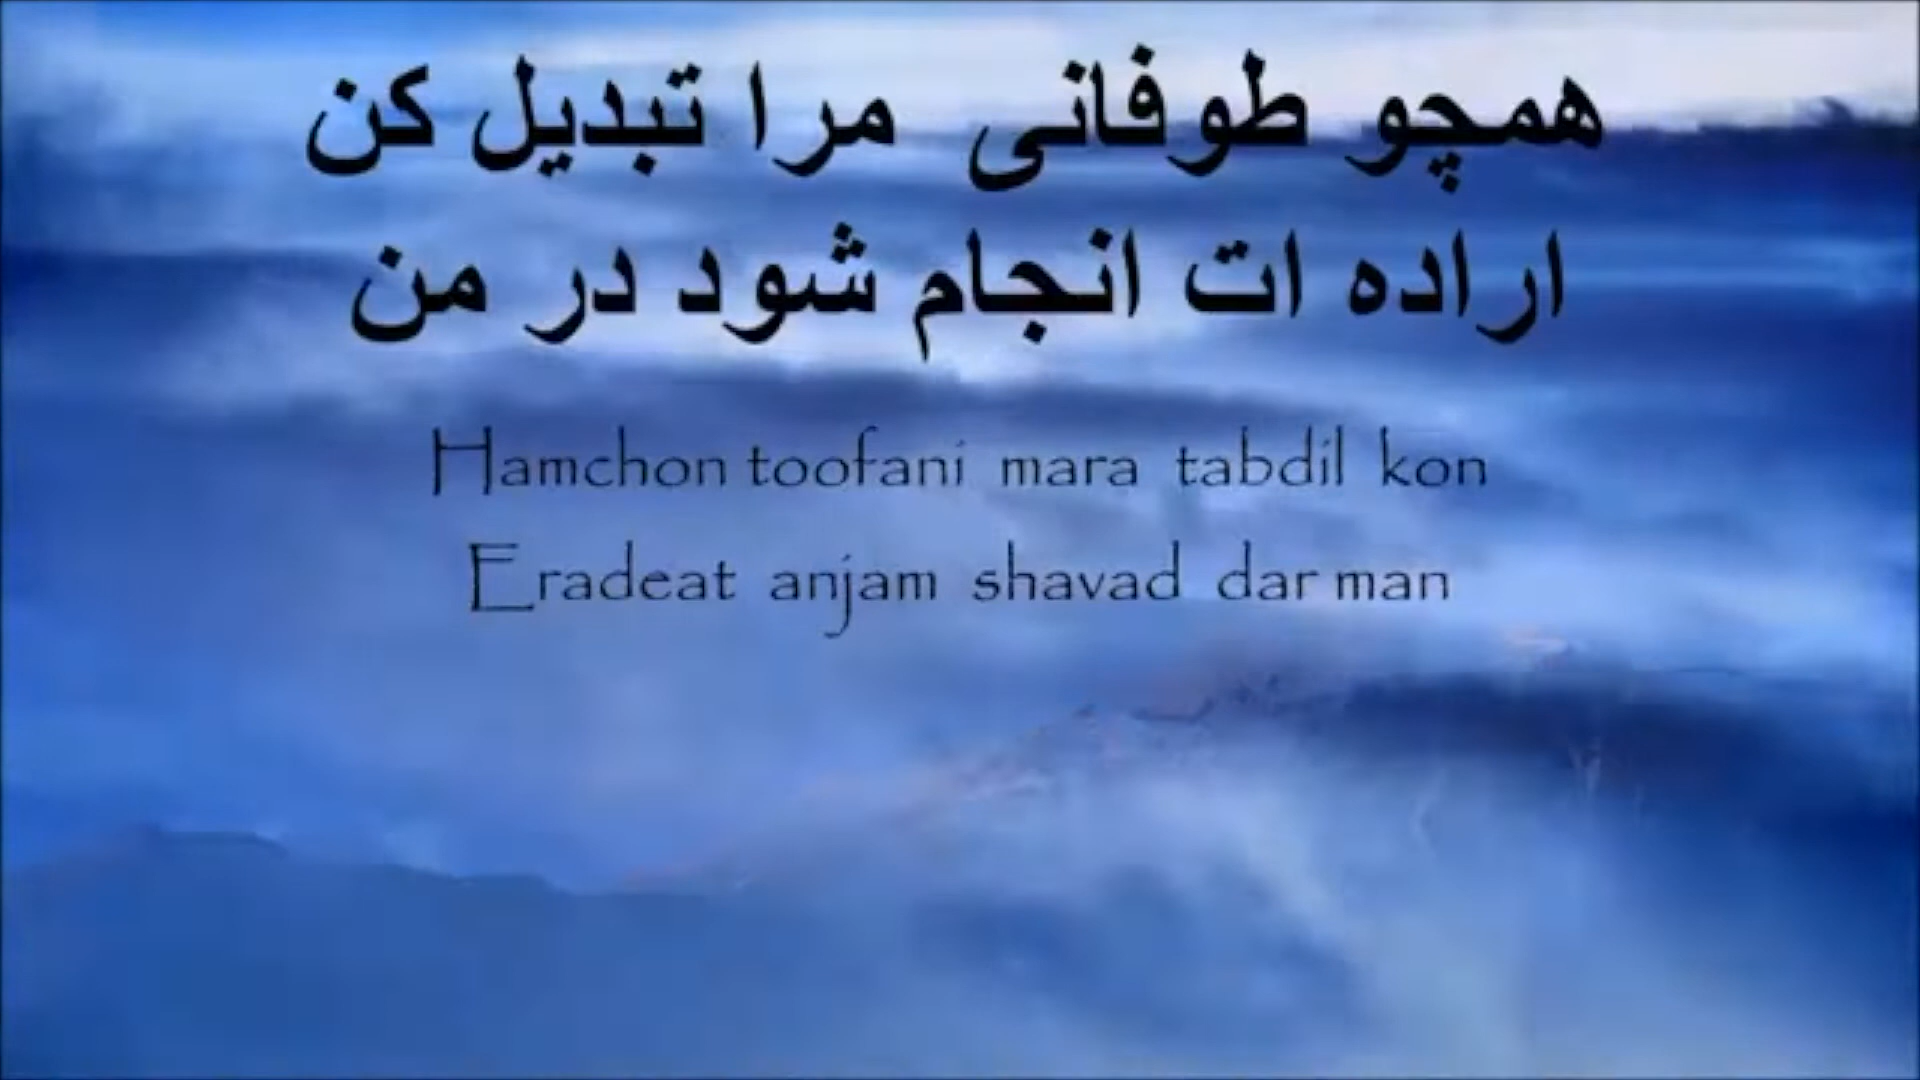 همچو طوفانی مرا تبدیل کن
اراده ات انجام شود در من
Hamchon toofani mara tabdil kon
Eradeat anjam shavad dar man